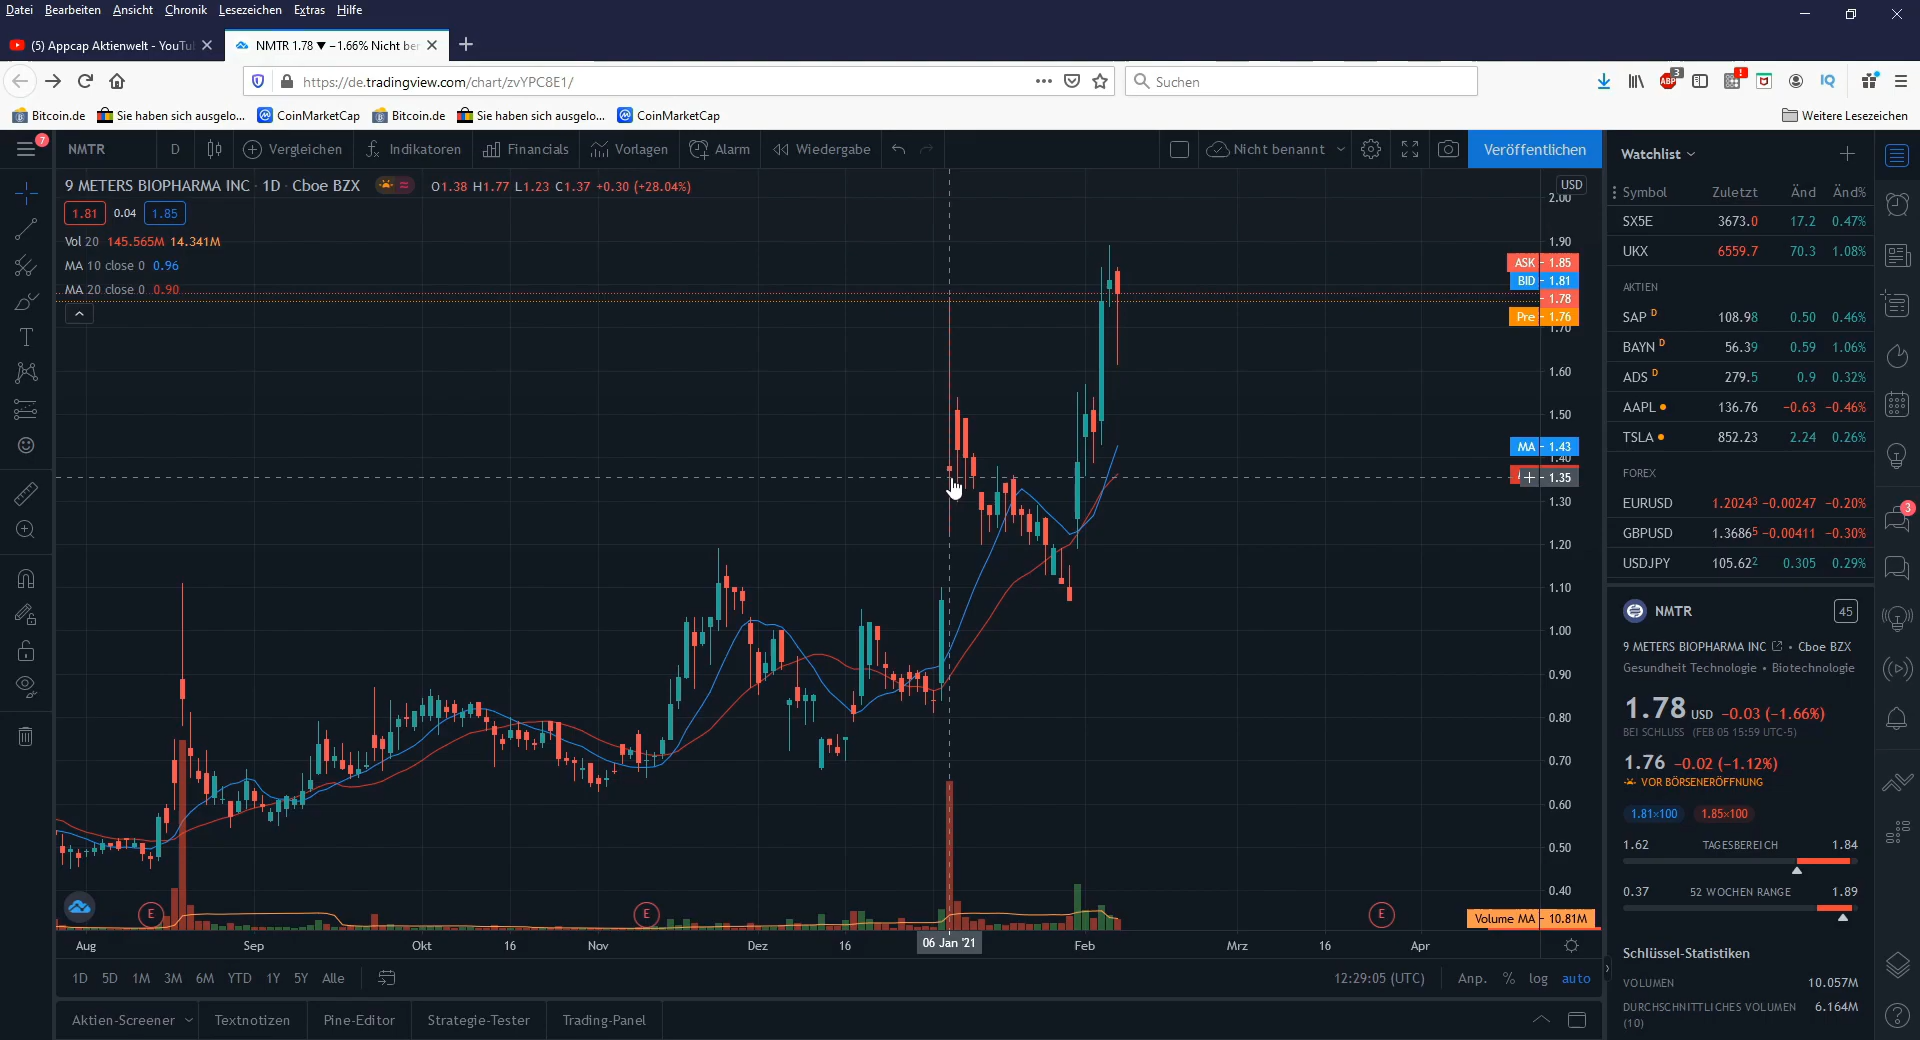 Datei Bearbeiten Ansicht Chronik Lesezeichen Extras Hilfe
(5) Appcap Aktienwelt - YouTu
NMTR 1.78 ▼ −1.66% Nicht be
https://de.tradingview.com/chart/zvYPC8E1/
Suchen
ABP 3 ! IQ
Bitcoin.de Sie haben sich ausgelo... CoinMarketCap Bitcoin.de Sie haben sich ausgelo... CoinMarketCap Weitere Lesezeichen
7 NMTR D Vergleichen Indikatoren Financials Vorlagen Alarm Wiedergabe Nicht benannt Veröffentlichen
9 METERS BIOPHARMA INC · 1D · Cboe BZX O1.38 H1.77 L1.23 C1.37 +0.30 (+28.04%)
1.81 0.04 1.85
Vol 20 145.565M 14.341M
MA 10 close 0 0.96
MA 20 close 0 0.90
USD
2.00
1.90
ASK - 1.85
BID - 1.81
1.78
Pre - 1.76
1.70
1.60
1.50
MA - 1.43
1.40
1.35
1.30
1.20
1.10
1.00
0.90
0.80
0.70
0.60
0.50
0.40
Volume MA - 10.81M
E E E
Aug Sep Okt 16 Nov Dez 16 06 Jan '21 Feb Mrz 16 Apr
1D 5D 1M 3M 6M YTD 1Y 5Y Alle 12:29:05 (UTC) Anp. % log auto
Aktien-Screener Textnotizen Pine-Editor Strategie-Tester Trading-Panel
Watchlist
Symbol Zuletzt Änd Änd%
SX5E 3673.0 17.2 0.47%
UKX 6559.7 70.3 1.08%
AKTIEN
SAP D 108.98 0.50 0.46%
BAYN D 56.39 0.59 1.06%
ADS D 279.5 0.9 0.32%
AAPL 136.76 −0.63 −0.46%
TSLA 852.23 2.24 0.26%
FOREX
EURUSD 1.20243 −0.00247 −0.20%
GBPUSD 1.36865 −0.00411 −0.30%
USDJPY 105.622 0.305 0.29%
3
NMTR 45
9 METERS BIOPHARMA INC • Cboe BZX
Gesundheit Technologie • Biotechnologie
1.78 USD −0.03 (−1.66%)
BEI SCHLUSS (FEB 05 15:59 UTC-5)
1.76 −0.02 (−1.12%)
VOR BÖRSENERÖFFNUNG
1.81×100 1.85×100
1.62 TAGESBEREICH 1.84
0.37 52 WOCHEN RANGE 1.89
Schlüssel-Statistiken
VOLUMEN 10.057M
DURCHSCHNITTLICHES VOLUMEN 6.164M
(10)